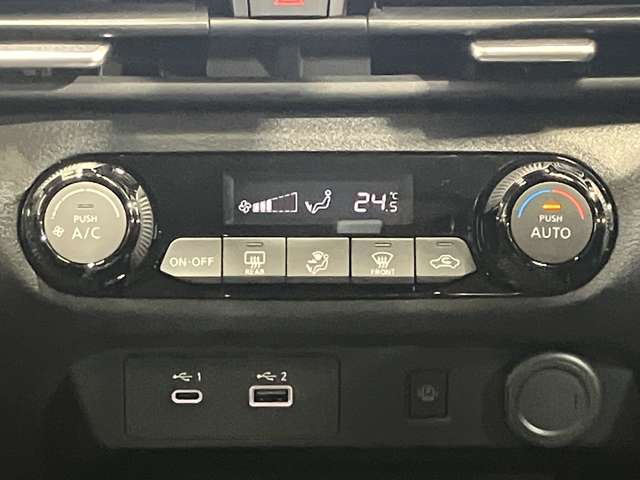 PUSH
A/C
24.5°C
PUSH
AUTO
ON·OFF
REAR
FRONT
1
2